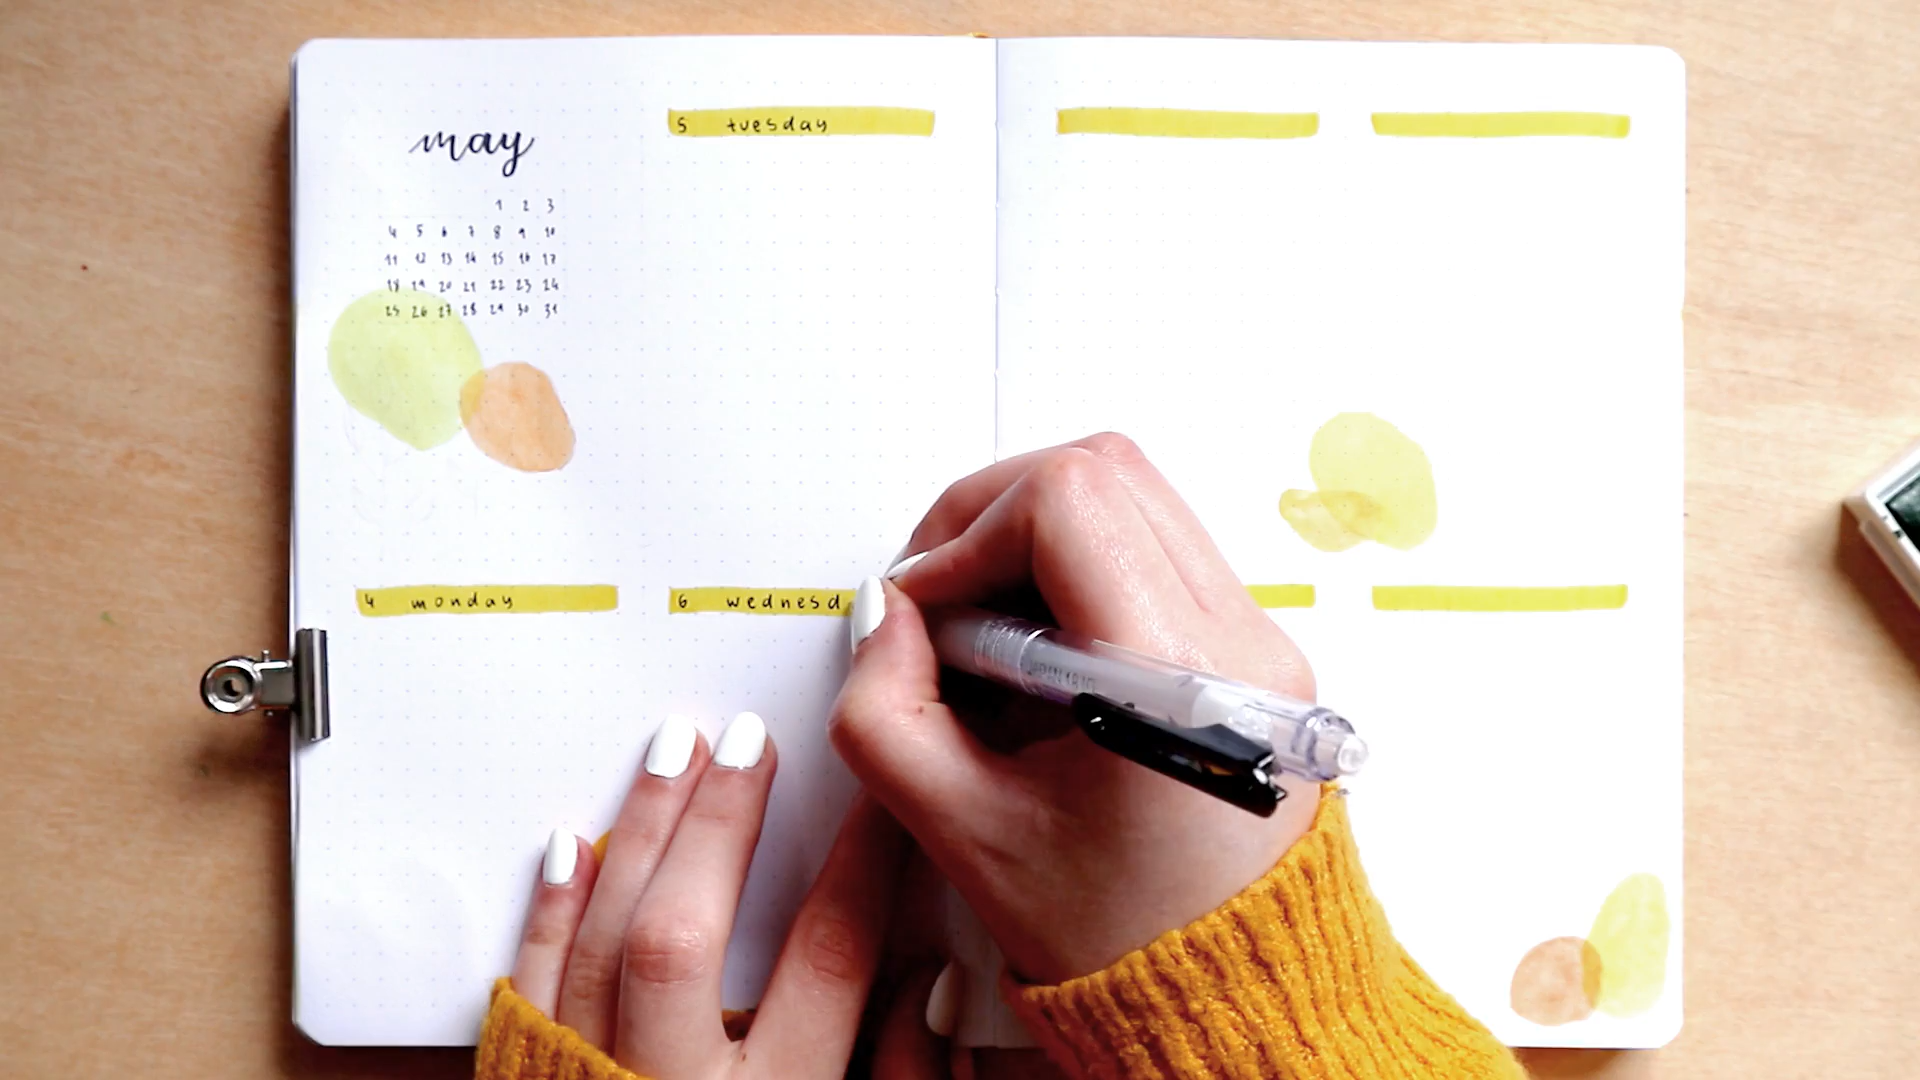 may
1 2 3
4 5 6 7 8 9 10
11 12 13 14 15 16 17
18 19 20 21 22 23 24
25 26 27 28 29 30 31
4 monday
5 tuesday
6 wednesd